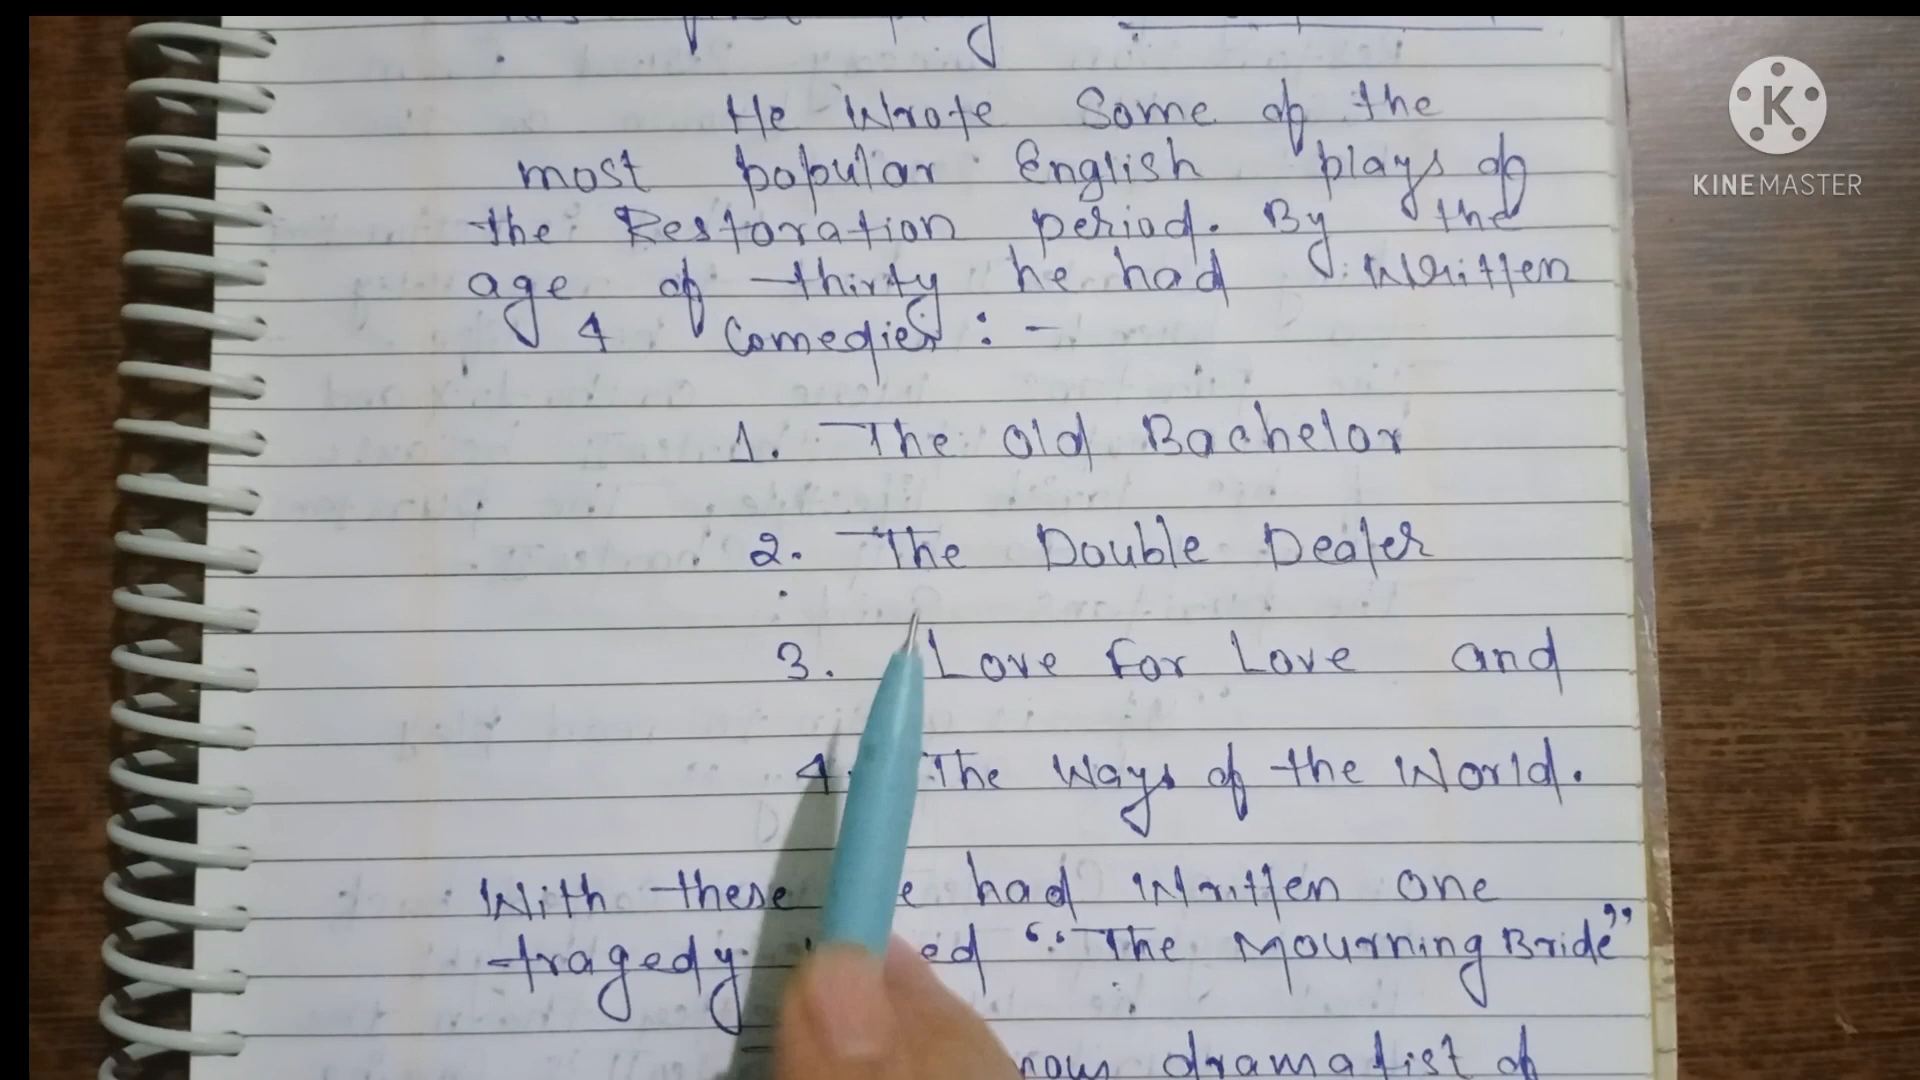 He Wrote Some of the
most popular English plays of
the Restoration period. By the
age of thirty he had Written
4 Comedies : -
1. The Old Bachelor
2. The Double Dealer
3. Love For Love and
4. The Ways of the World.
With these had Written one
tragedy "The Mourning Bride"
dramatist of
K
KINEMASTER